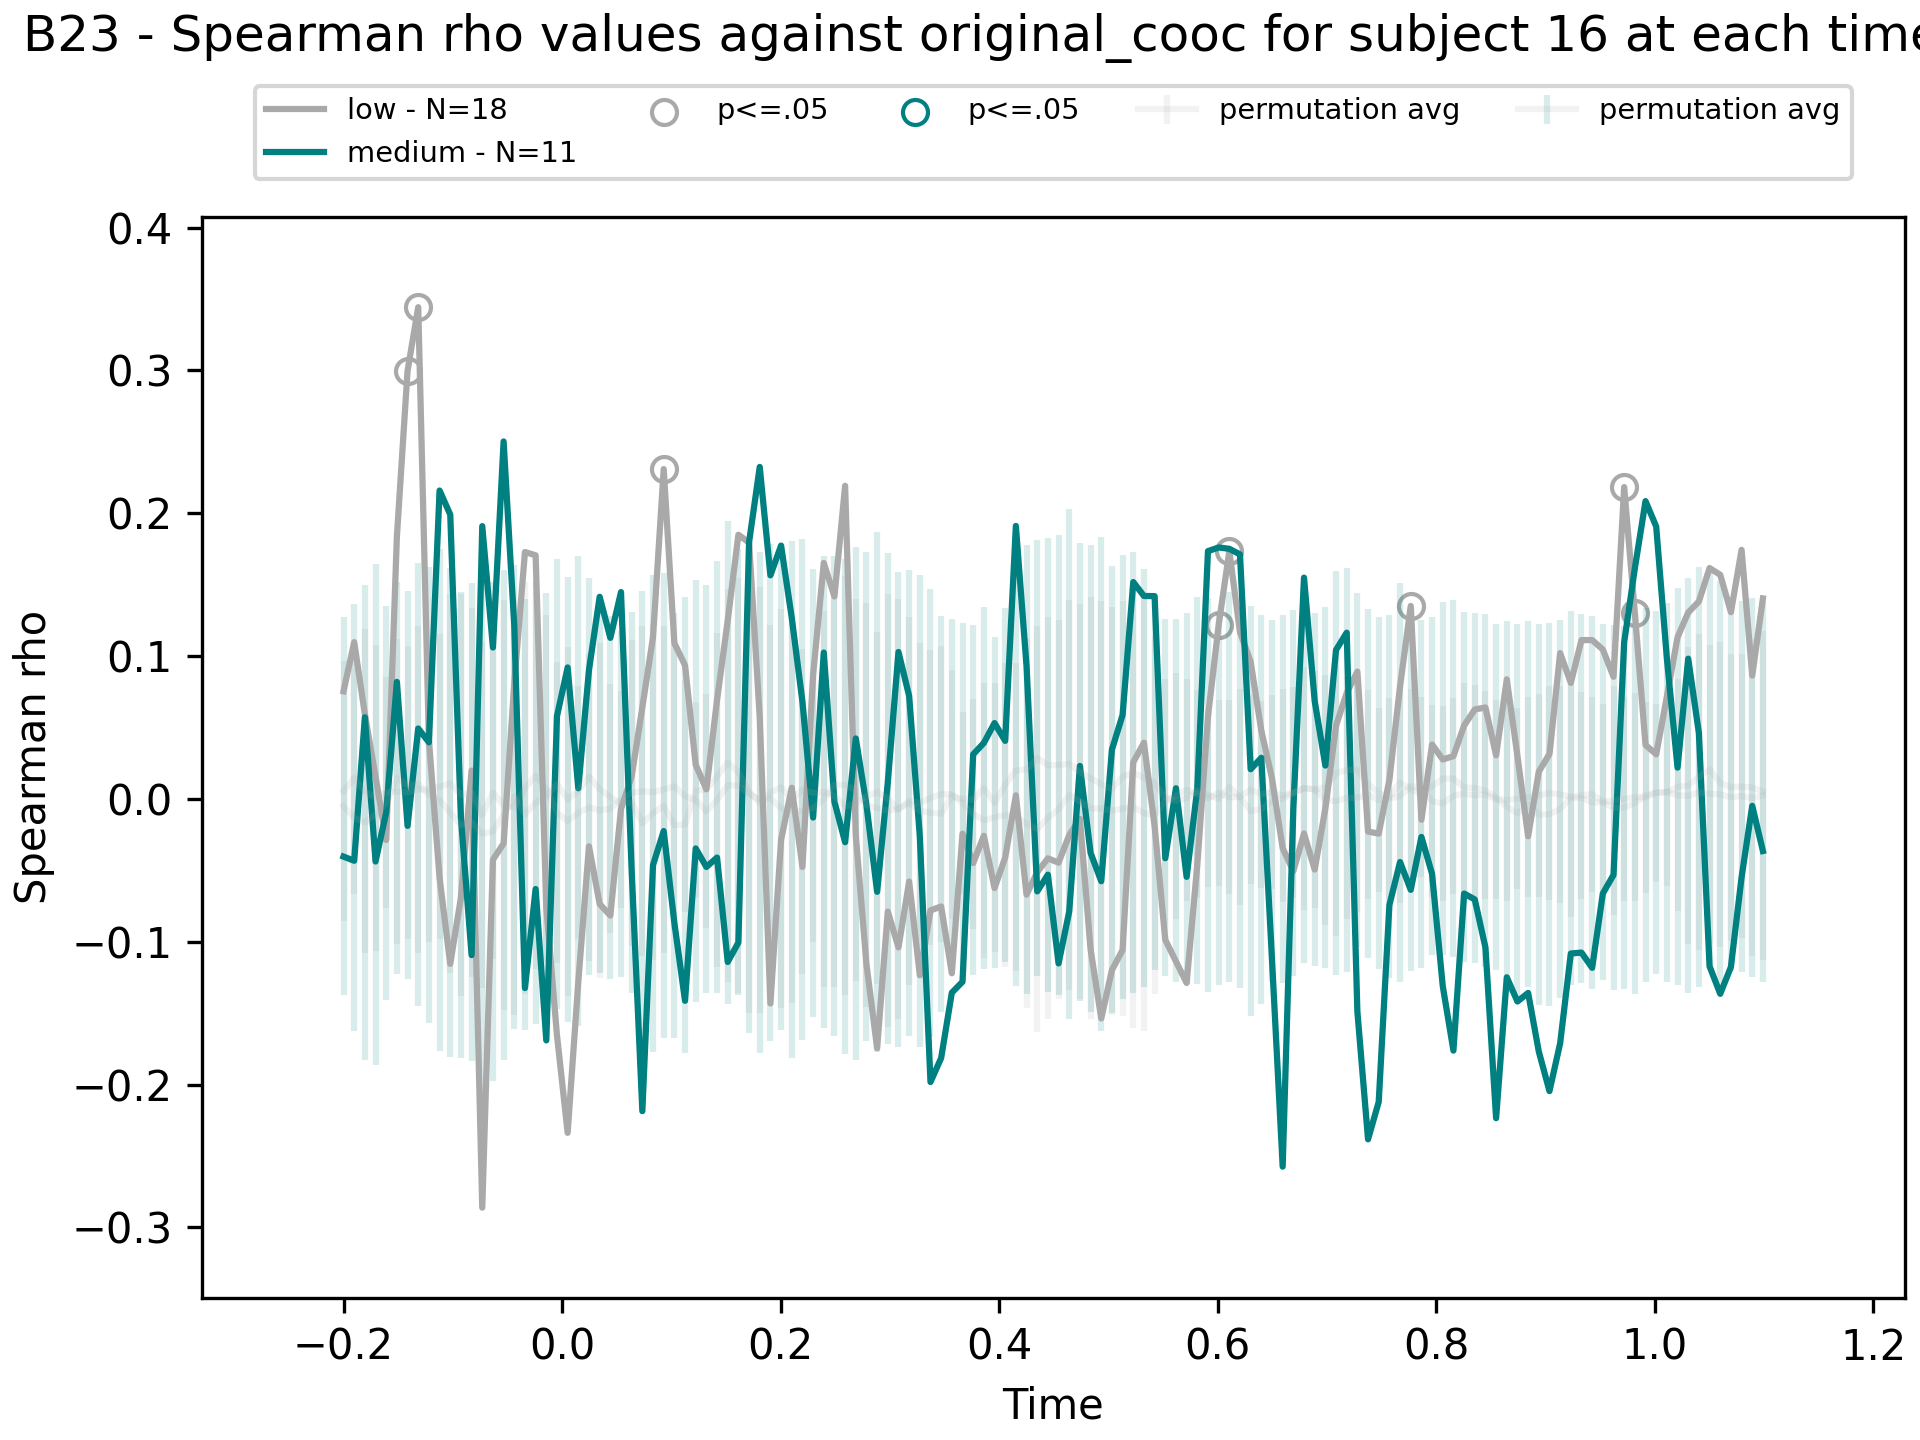 B23 - Spearman rho values against original_cooc for subject 16 at each time
low - N=18 p<=.05 p<=.05 permutation avg permutation avg
medium - N=11
0.4
0.3
0.2
0.1
0.0
−0.1
−0.2
−0.3
Spearman rho
−0.2 0.0 0.2 0.4 0.6 0.8 1.0 1.2
Time